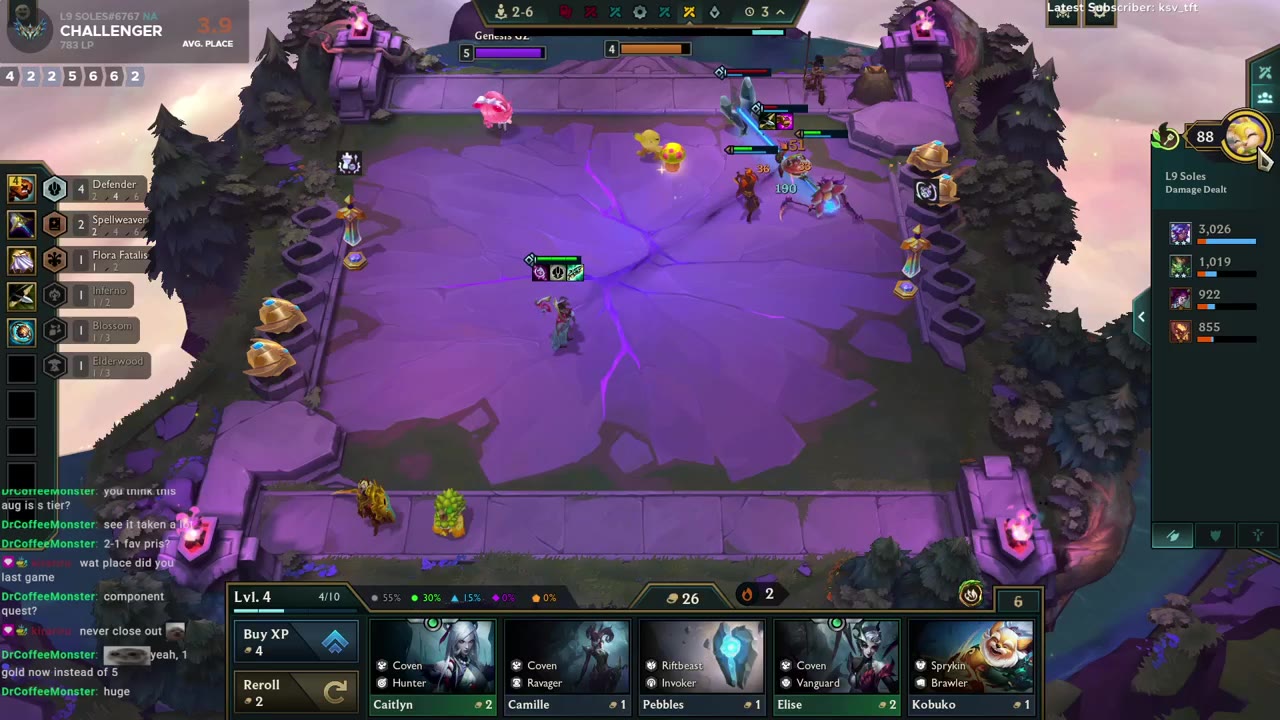 L9 SOLES#6767 NA
CHALLENGER
783 LP
3.9
AVG. PLACE
4 2 2 5 6 6 2
2-6
3
Latest Subscriber: ksv_tft
5
4
88
L9 Soles
Damage Dealt
3,026
1,019
922
855
4 Defender
2 4 6
2 Spellweaver
2 4 6
1 Flora Fatalis
1 2
1 Inferno
1 / 2
1 Blossom
1 / 3
1 Elderwood
1 / 3
51
36
190
DrCoffeeMonster: you think this
aug is s tier?
DrCoffeeMonster: see it taken a lot
DrCoffeeMonster: 2-1 fav pris?
wat place did you
last game
DrCoffeeMonster: component
quest?
never close out
DrCoffeeMonster: yeah, 1
gold now instead of 5
DrCoffeeMonster: huge
Lvl. 4
4/10
55%
30%
15%
0%
0%
26
2
6
Buy XP
4
Reroll
2
Coven
Hunter
Caitlyn 2
Coven
Ravager
Camille 1
Riftbeast
Invoker
Pebbles 1
Coven
Vanguard
Elise 2
Sprykin
Brawler
Kobuko 1